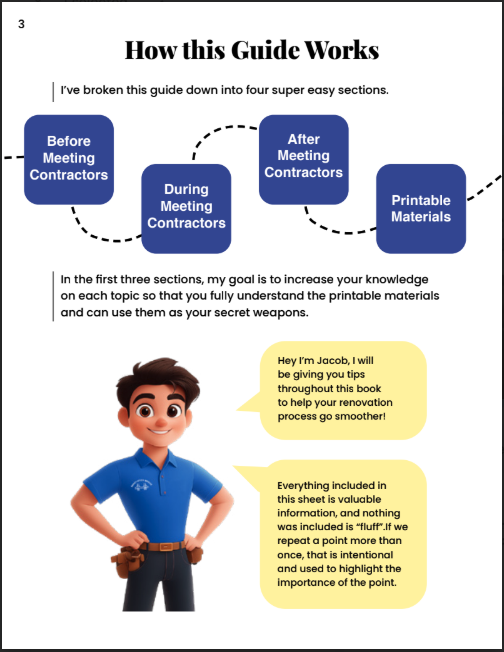 3
How this Guide Works
I've broken this guide down into four super easy sections.
Before
Meeting
Contractors
During
Meeting
Contractors
After
Meeting
Contractors
Printable
Materials
In the first three sections, my goal is to increase your knowledge
on each topic so that you fully understand the printable materials
and can use them as your secret weapons.
Hey I'm Jacob, I will
be giving you tips
throughout this book
to help your renovation
process go smoother!
Everything included in
this sheet is valuable
information, and nothing
was included is “fluff”.If we
repeat a point more than
once, that is intentional
and used to highlight the
importance of the point.